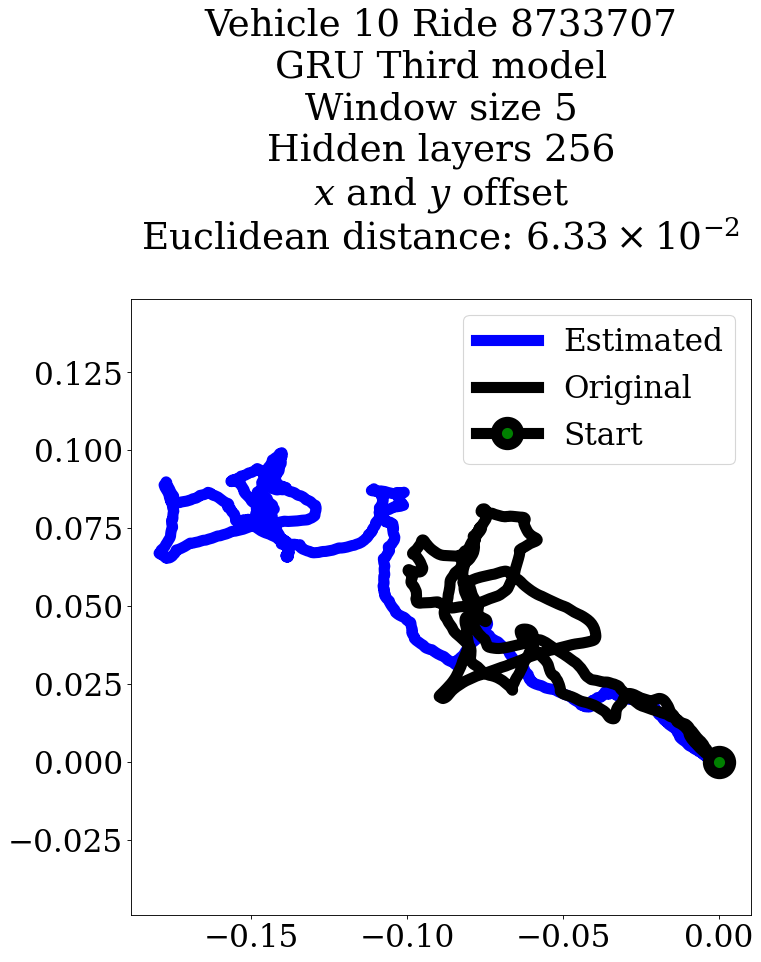 Vehicle 10 Ride 8733707
GRU Third model
Window size 5
Hidden layers 256
x and y offset
Euclidean distance: 6.33 × 10⁻²
Estimated
Original
Start
0.125
0.100
0.075
0.050
0.025
0.000
−0.025
−0.15 −0.10 −0.05 0.00